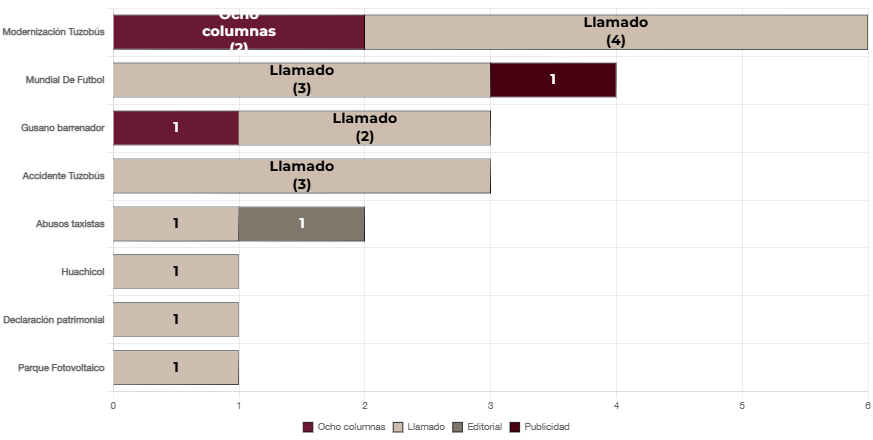 Modernización Tuzobús
Ocho
columnas
(2)
Llamado
(4)
Mundial De Futbol
Llamado
(3)
1
Gusano barrenador
1
Llamado
(2)
Accidente Tuzobús
Llamado
(3)
Abusos taxistas
1
1
Huachicol
1
Declaración patrimonial
1
Parque Fotovoltaico
1
0 1 2 3 4 5 6
Ocho columnas Llamado Editorial Publicidad